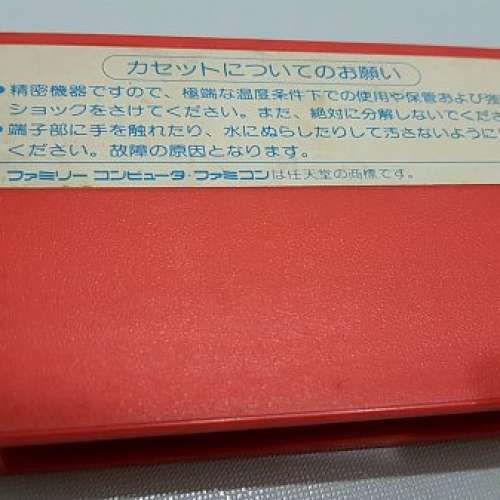 カセットについてのお願い
●精密機器ですので、極端な温度条件下での使用や保管および強
ショックをさけてください。また、絶対に分解しないでくださ
●端子部に手を触れたり、水にぬらしたりして汚さないように
ください。故障の原因となります。
ファミリー コンピュータ・ファミコンは任天堂の商標です。